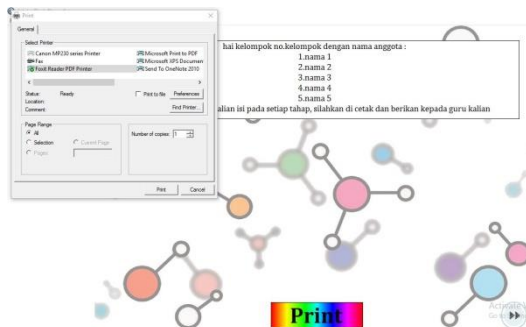 Print
General
Select Printer
Canon MP230 series Printer
Fax
Foxit Reader PDF Printer
Microsoft Print to PDF
Microsoft XPS Documen
Send To OneNote 2010
Status: Ready
Location:
Comment:
Print to file
Preferences
Find Printer...
Page Range
All
Selection
Current Page
Pages:
Number of copies: 1
Print
Cancel
hai kelompok no.kelompok dengan nama anggota :
1.nama 1
2.nama 2
3.nama 3
4.nama 4
5.nama 5
kalian isi pada setiap tahap, silahkan di cetak dan berikan kepada guru kalian
Print
Activate